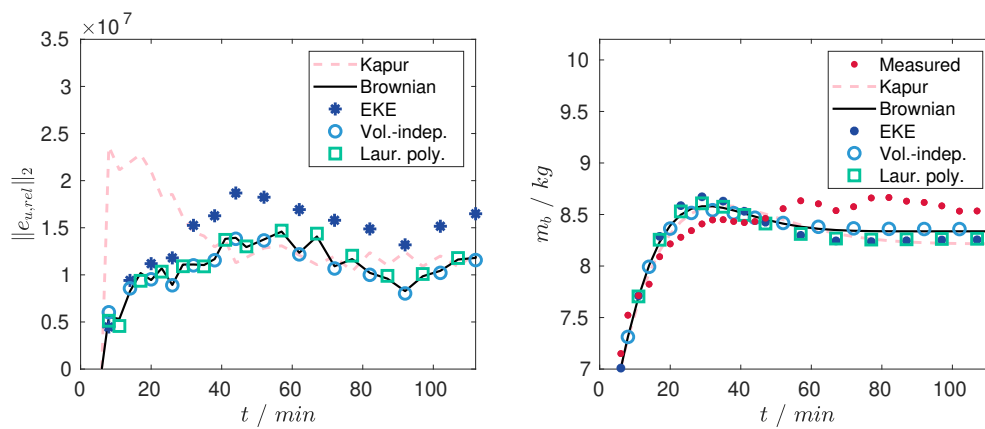 ×10^7
3.5
3
2.5
2
1.5
1
0.5
0
0 20 40 60 80 100
t / min
||e_{u,rel}||_2
Kapur
Brownian
EKE
Vol.-indep.
Laur. poly.
10
9.5
9
8.5
8
7.5
7
0 20 40 60 80 100
t / min
m_b / kg
Measured
Kapur
Brownian
EKE
Vol.-indep.
Laur. poly.